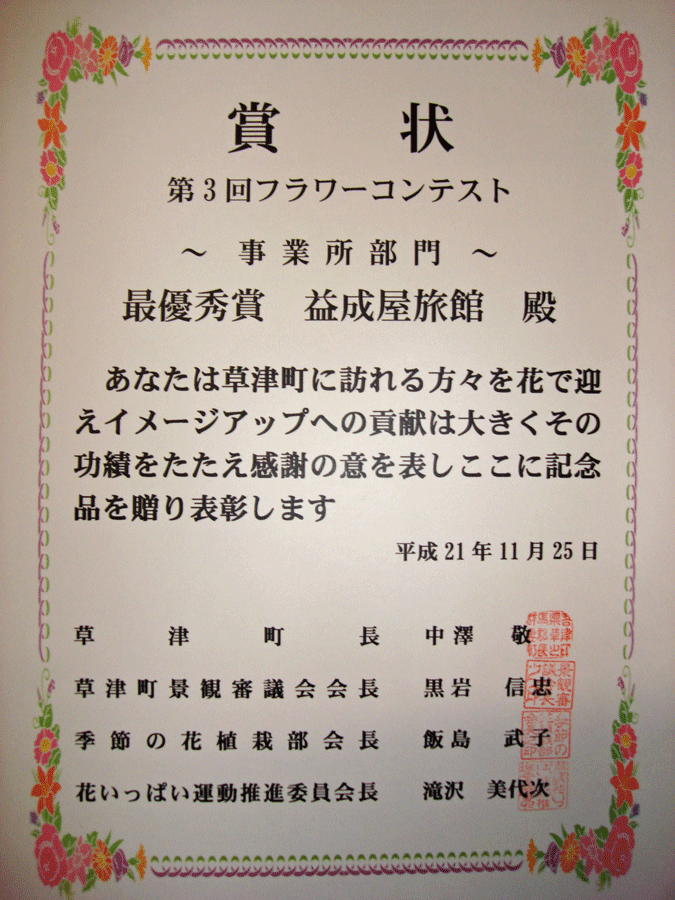 賞状
第3回フラワーコンテスト
～ 事業所部門 ～
最優秀賞 益成屋旅館 殿
あなたは草津町に訪れる方々を花で迎
えイメージアップへの貢献は大きくその
功績をたたえ感謝の意を表しここに記念
品を贈り表彰します
平成21年11月25日
草津町長 中澤 敬
草津町景観審議会会長 黒岩 信忠
季節の花植栽部会長 飯島 武子
花いっぱい運動推進委員会長 滝沢 美代次